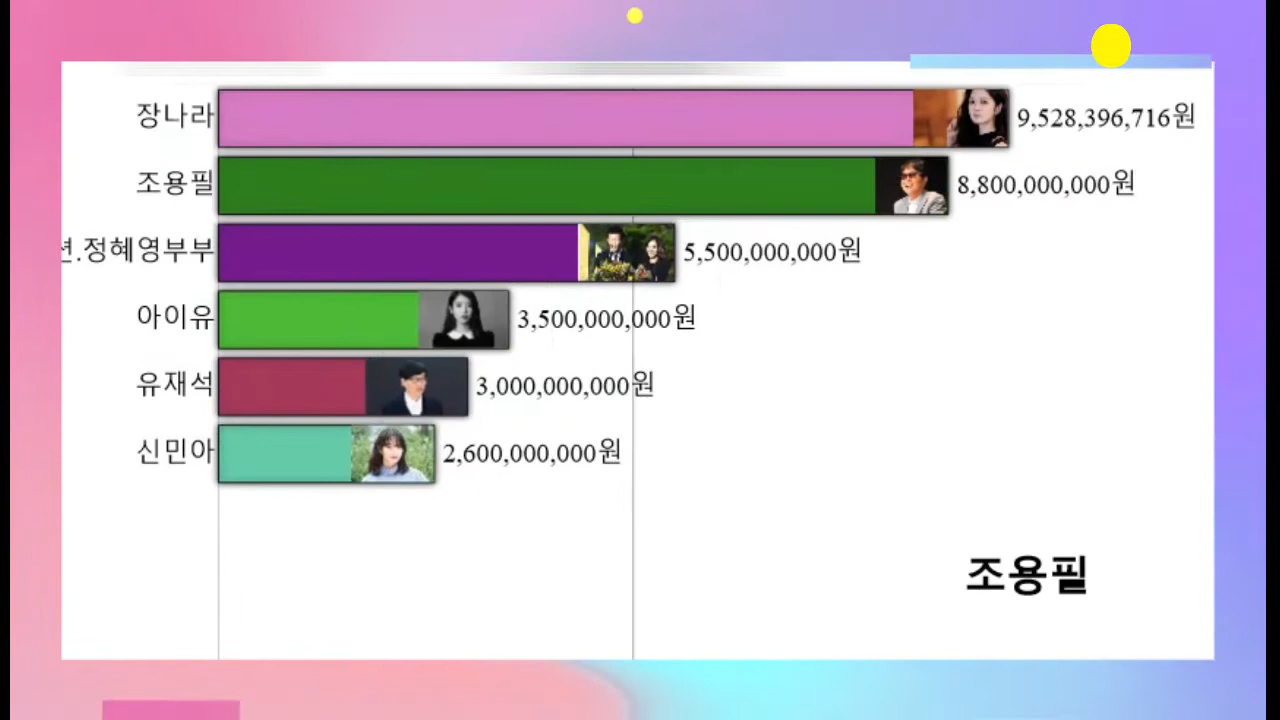 장나라 9,528,396,716원
조용필 8,800,000,000원
션.정혜영부부 5,500,000,000원
아이유 3,500,000,000원
유재석 3,000,000,000원
신민아 2,600,000,000원
조용필